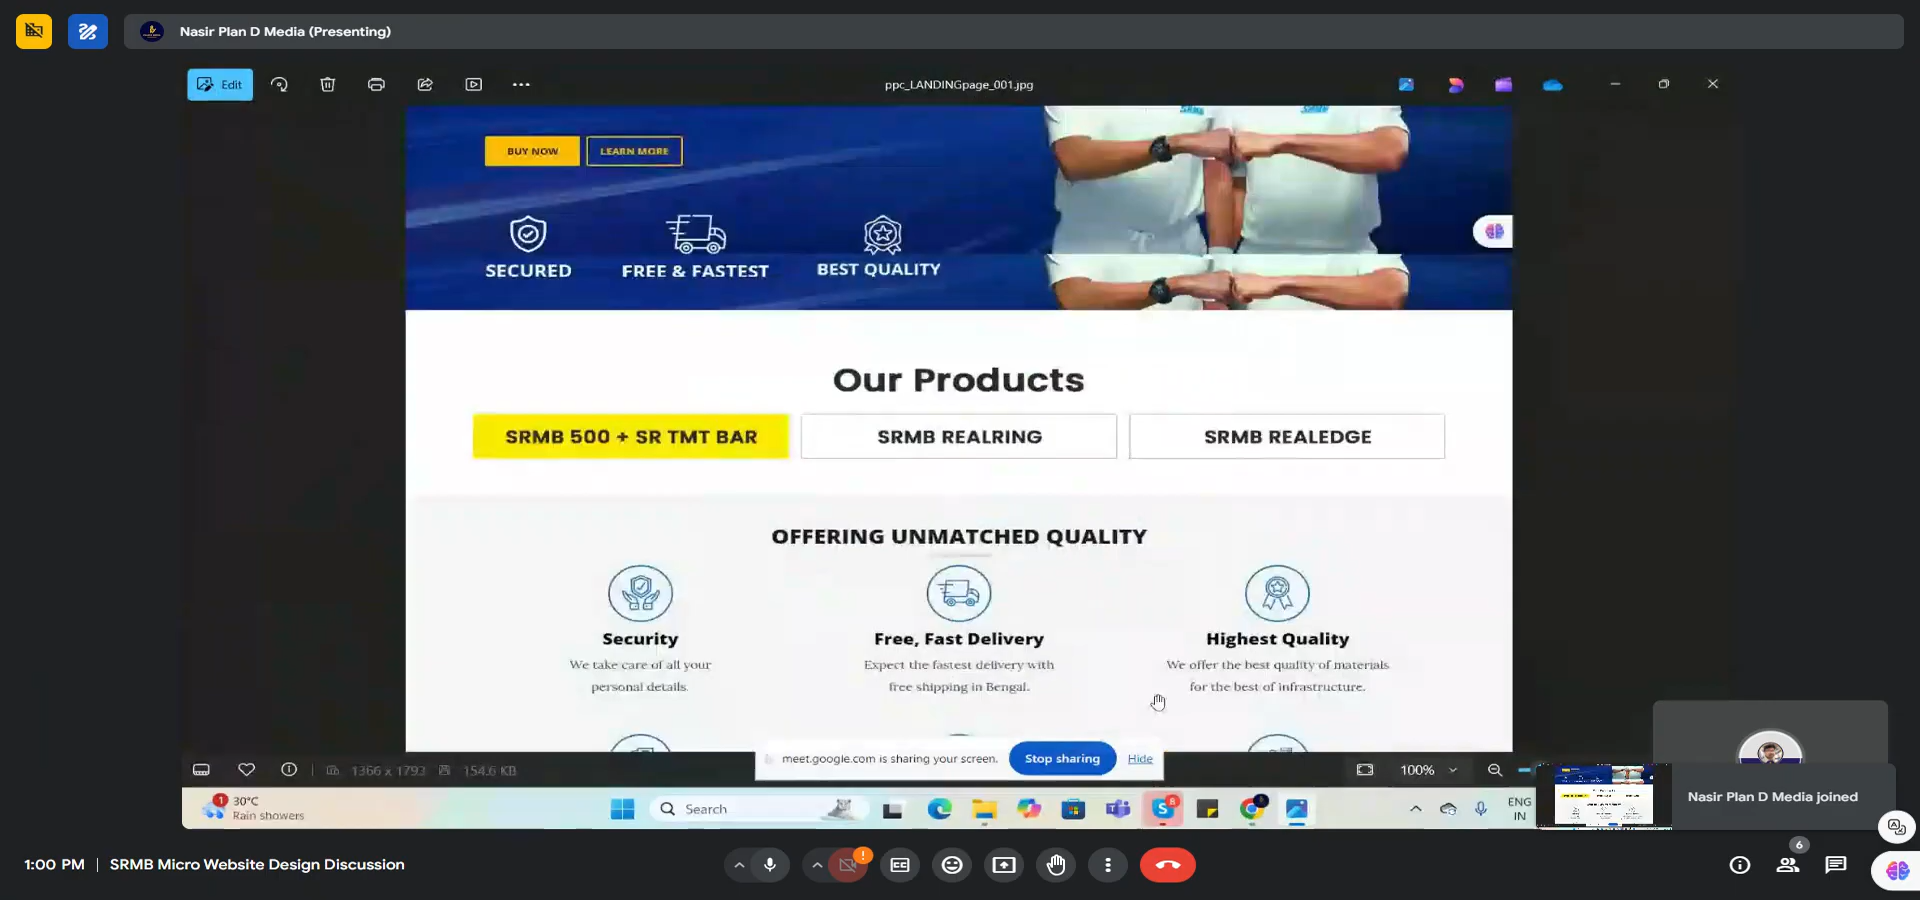 Nasir Plan D Media (Presenting)
Edit
ppc_LANDINGpage_001.jpg
BUY NOW
LEARN MORE
SECURED
FREE & FASTEST
BEST QUALITY
Our Products
SRMB 500 + SR TMT BAR
SRMB REALRING
SRMB REALEDGE
OFFERING UNMATCHED QUALITY
Security
Free, Fast Delivery
Highest Quality
We take care of all your
personal details.
Expect the fastest delivery with
free shipping in Bengal.
We offer the best quality of materials
for the best of infrastructure.
meet.google.com is sharing your screen.
Stop sharing
Hide
1366 x 1793
154.6 KB
100%
1
30°C
Rain showers
Search
8
ENG
IN
Nasir Plan D Media joined
1:00 PM
SRMB Micro Website Design Discussion
6